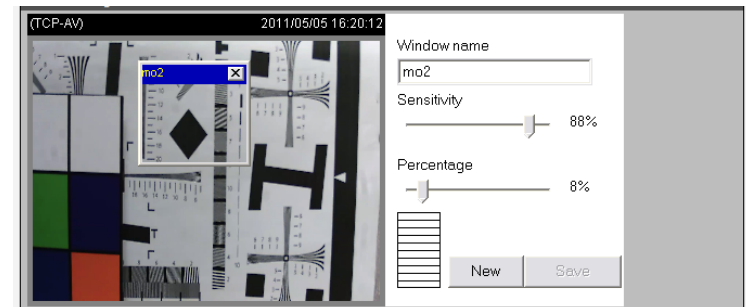 (TCP-AV) 2011/05/05 16:20:12
mo2
Window name
mo2
Sensitivity
88%
Percentage
8%
New Save